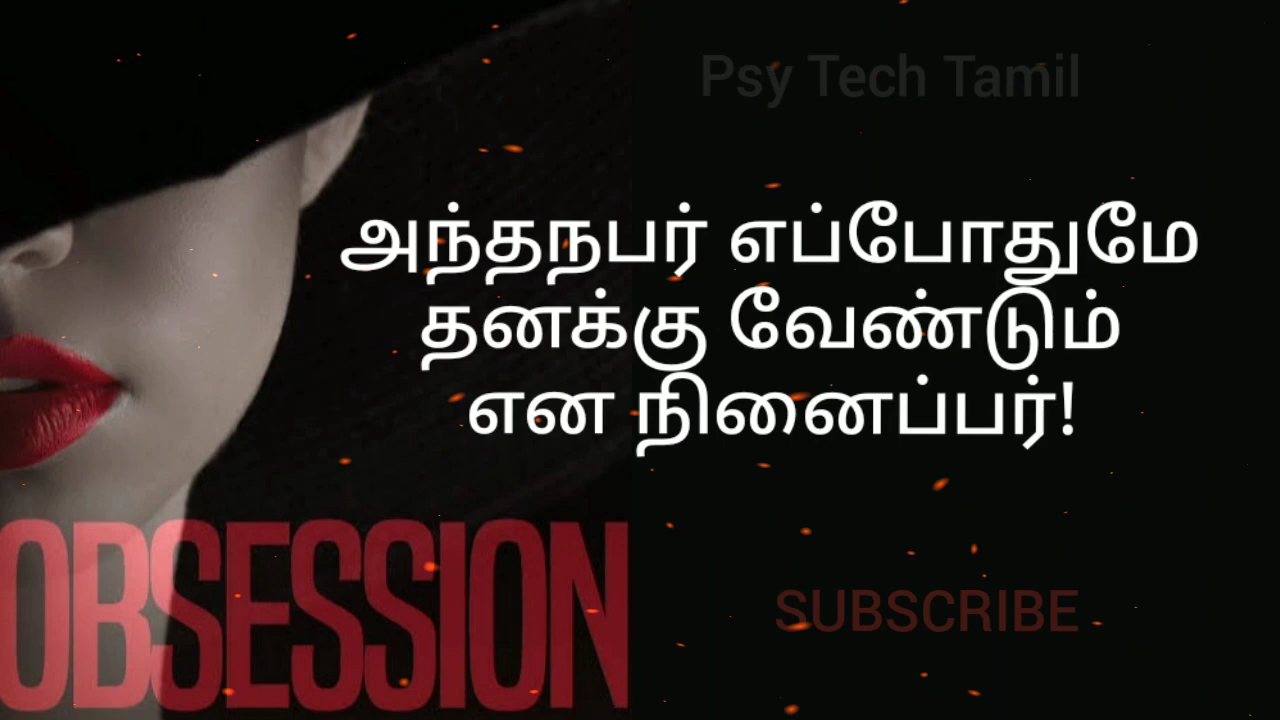 Psy Tech Tamil
அந்தநபர் எப்போதுமே
தனக்கு வேண்டும்
என நினைப்பர்!
OBSESSION
SUBSCRIBE